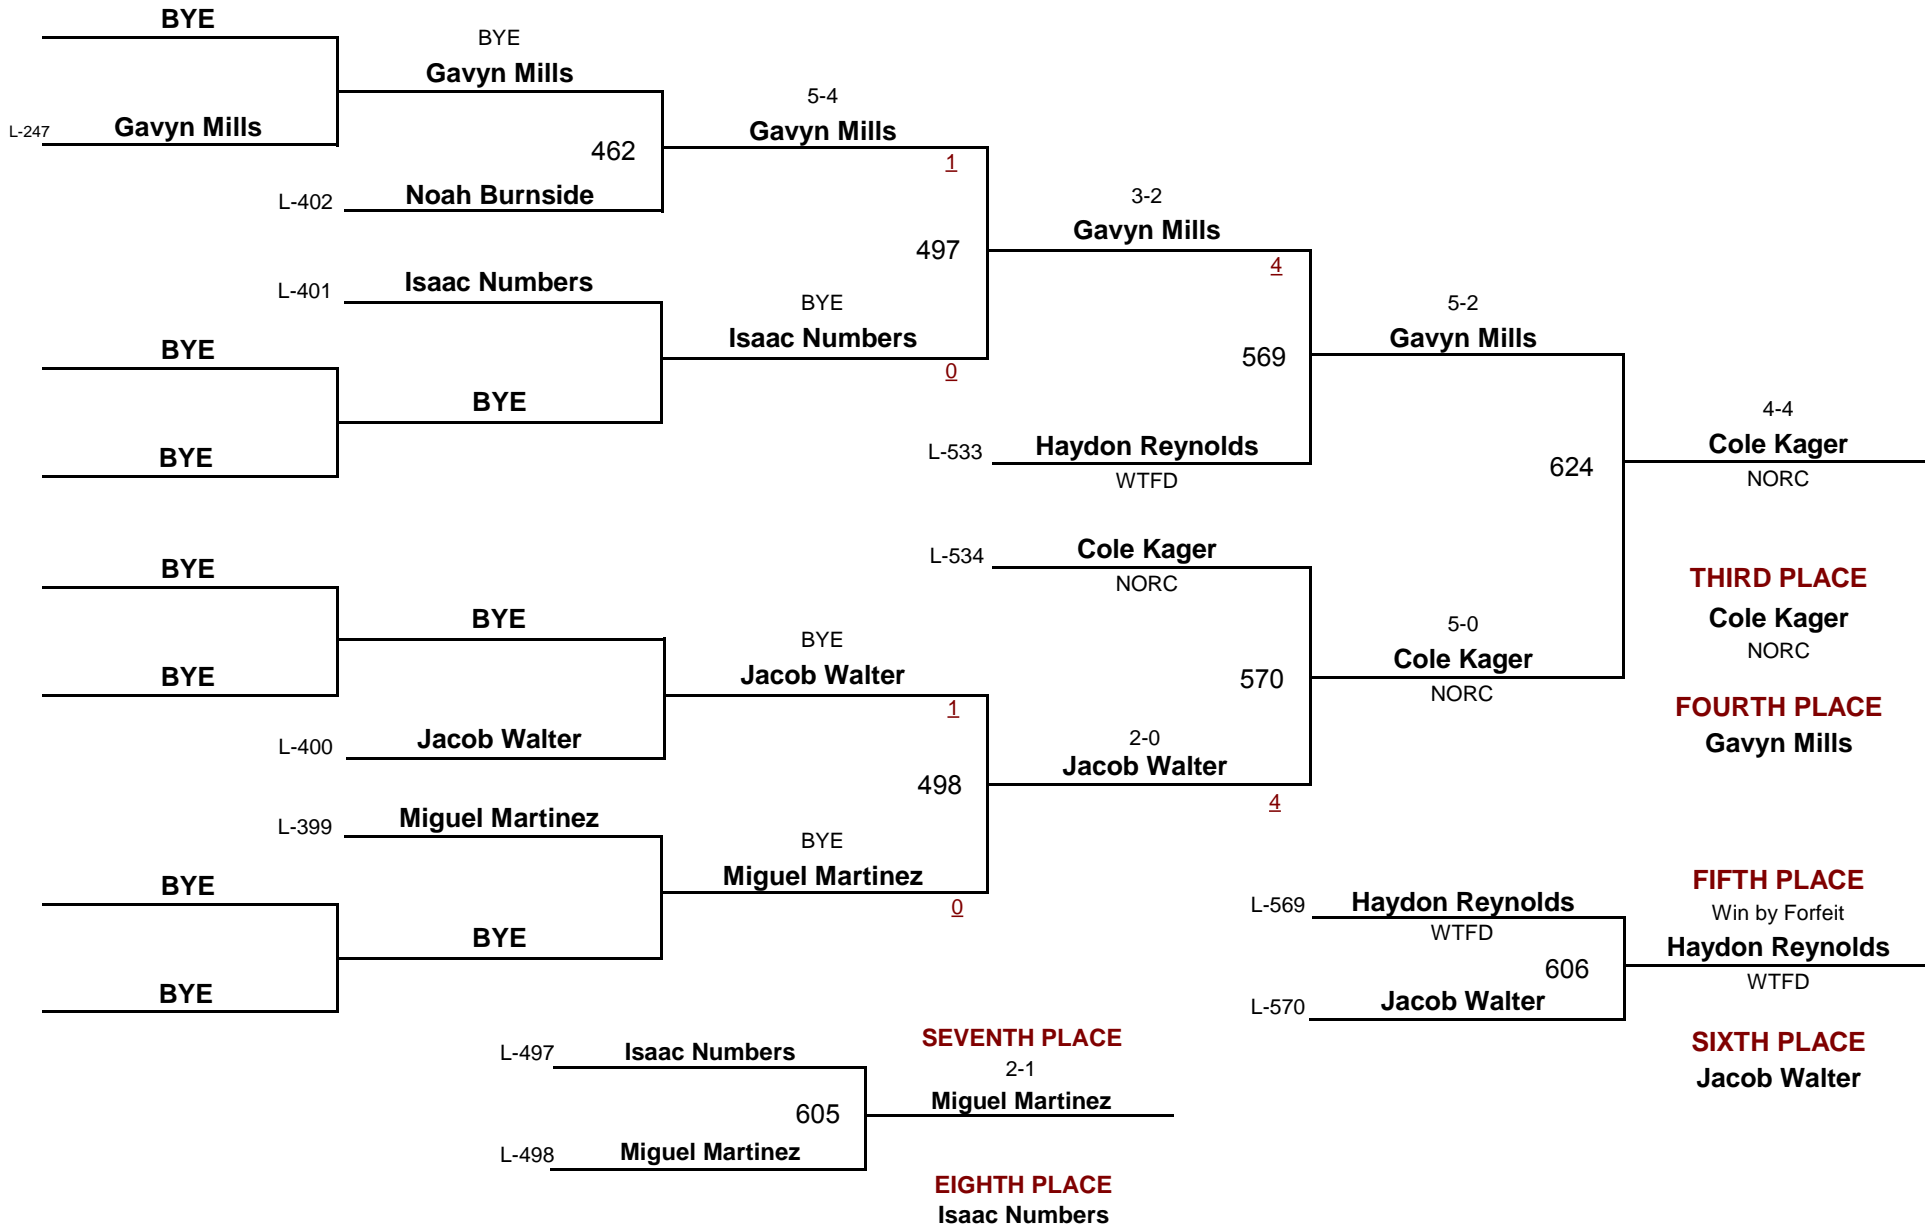 BYE
BYE
Gavyn Mills
L-247 Gavyn Mills
5-4
Gavyn Mills
1
462
L-402 Noah Burnside
3-2
Gavyn Mills
4
497
L-401 Isaac Numbers
BYE
Isaac Numbers
0
5-2
Gavyn Mills
BYE
569
BYE
4-4
Cole Kager
NORC
BYE
L-533 Haydon Reynolds
WTFD
624
L-534 Cole Kager
NORC
BYE
THIRD PLACE
Cole Kager
NORC
BYE
5-0
Cole Kager
NORC
BYE
Jacob Walter
1
BYE
570
FOURTH PLACE
Gavyn Mills
L-400 Jacob Walter
2-0
Jacob Walter
4
498
L-399 Miguel Martinez
BYE
Miguel Martinez
0
BYE
FIFTH PLACE
Win by Forfeit
Haydon Reynolds
WTFD
L-569 Haydon Reynolds
WTFD
BYE
606
BYE
L-570 Jacob Walter
SIXTH PLACE
Jacob Walter
L-497 Isaac Numbers
SEVENTH PLACE
2-1
Miguel Martinez
605
L-498 Miguel Martinez
EIGHTH PLACE
Isaac Numbers